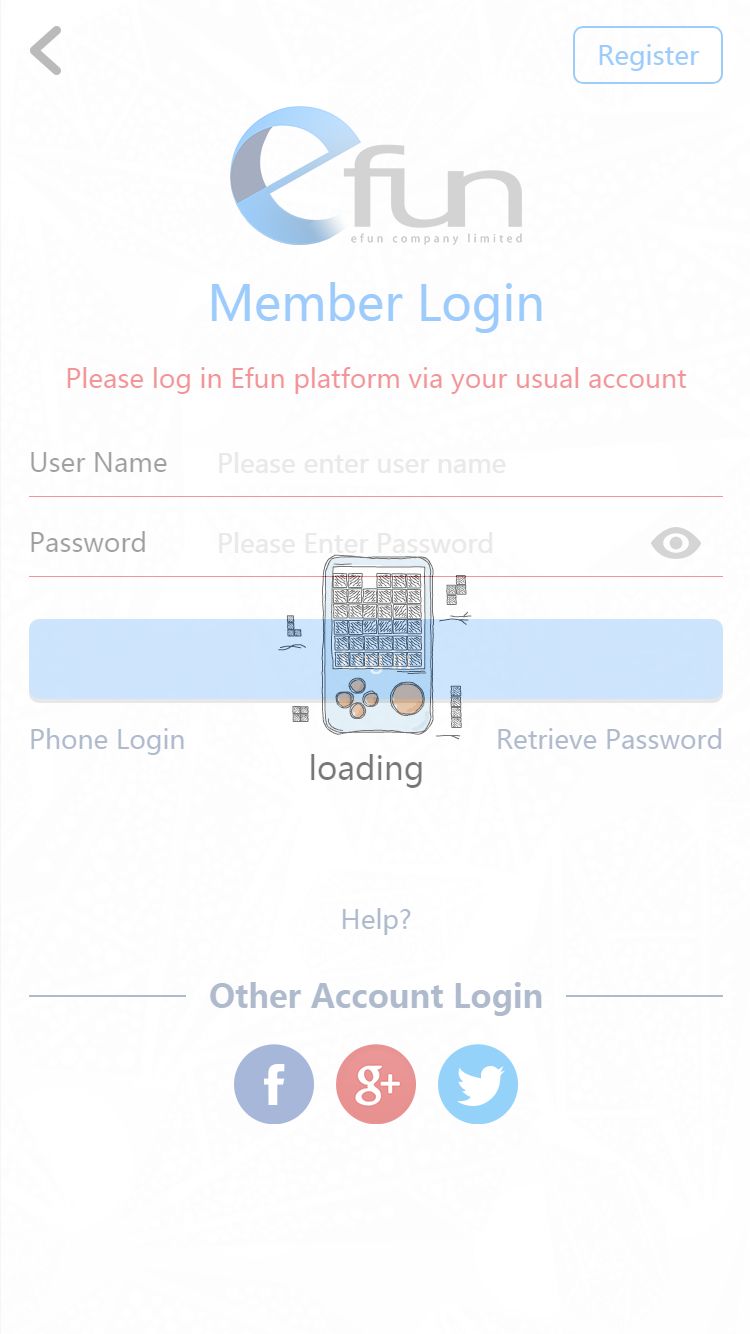 Register
efun
efun company limited
Member Login
Please log in Efun platform via your usual account
User Name
Please enter user name
Password
Please Enter Password
loading
Phone Login
Retrieve Password
Help?
Other Account Login
f
g+